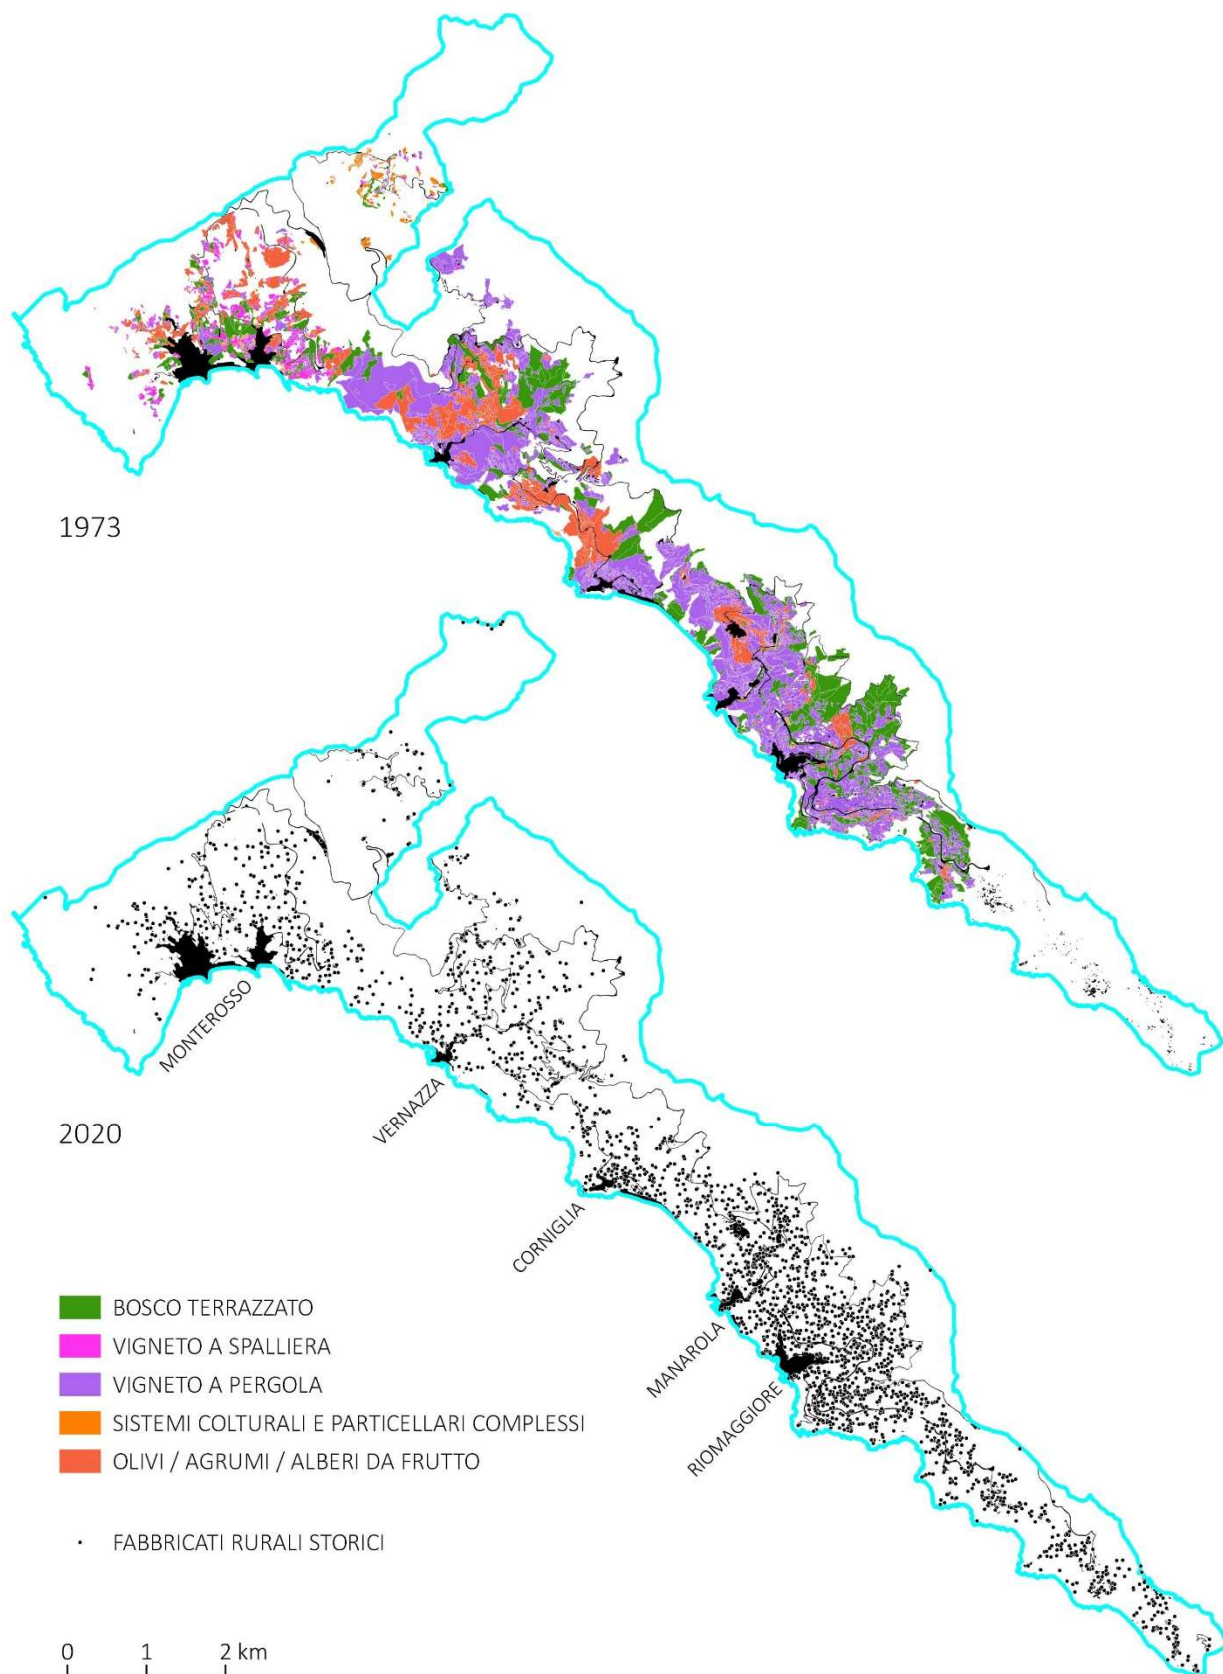 1973
MONTEROSSO
VERNAZZA
2020
CORNIGLIA
MANAROLA
RIOMAGGIORE
BOSCO TERRAZZATO
VIGNETO A SPALLIERA
VIGNETO A PERGOLA
SISTEMI COLTURALI E PARTICELLARI COMPLESSI
OLIVI / AGRUMI / ALBERI DA FRUTTO
FABBRICATI RURALI STORICI
0 1 2 km